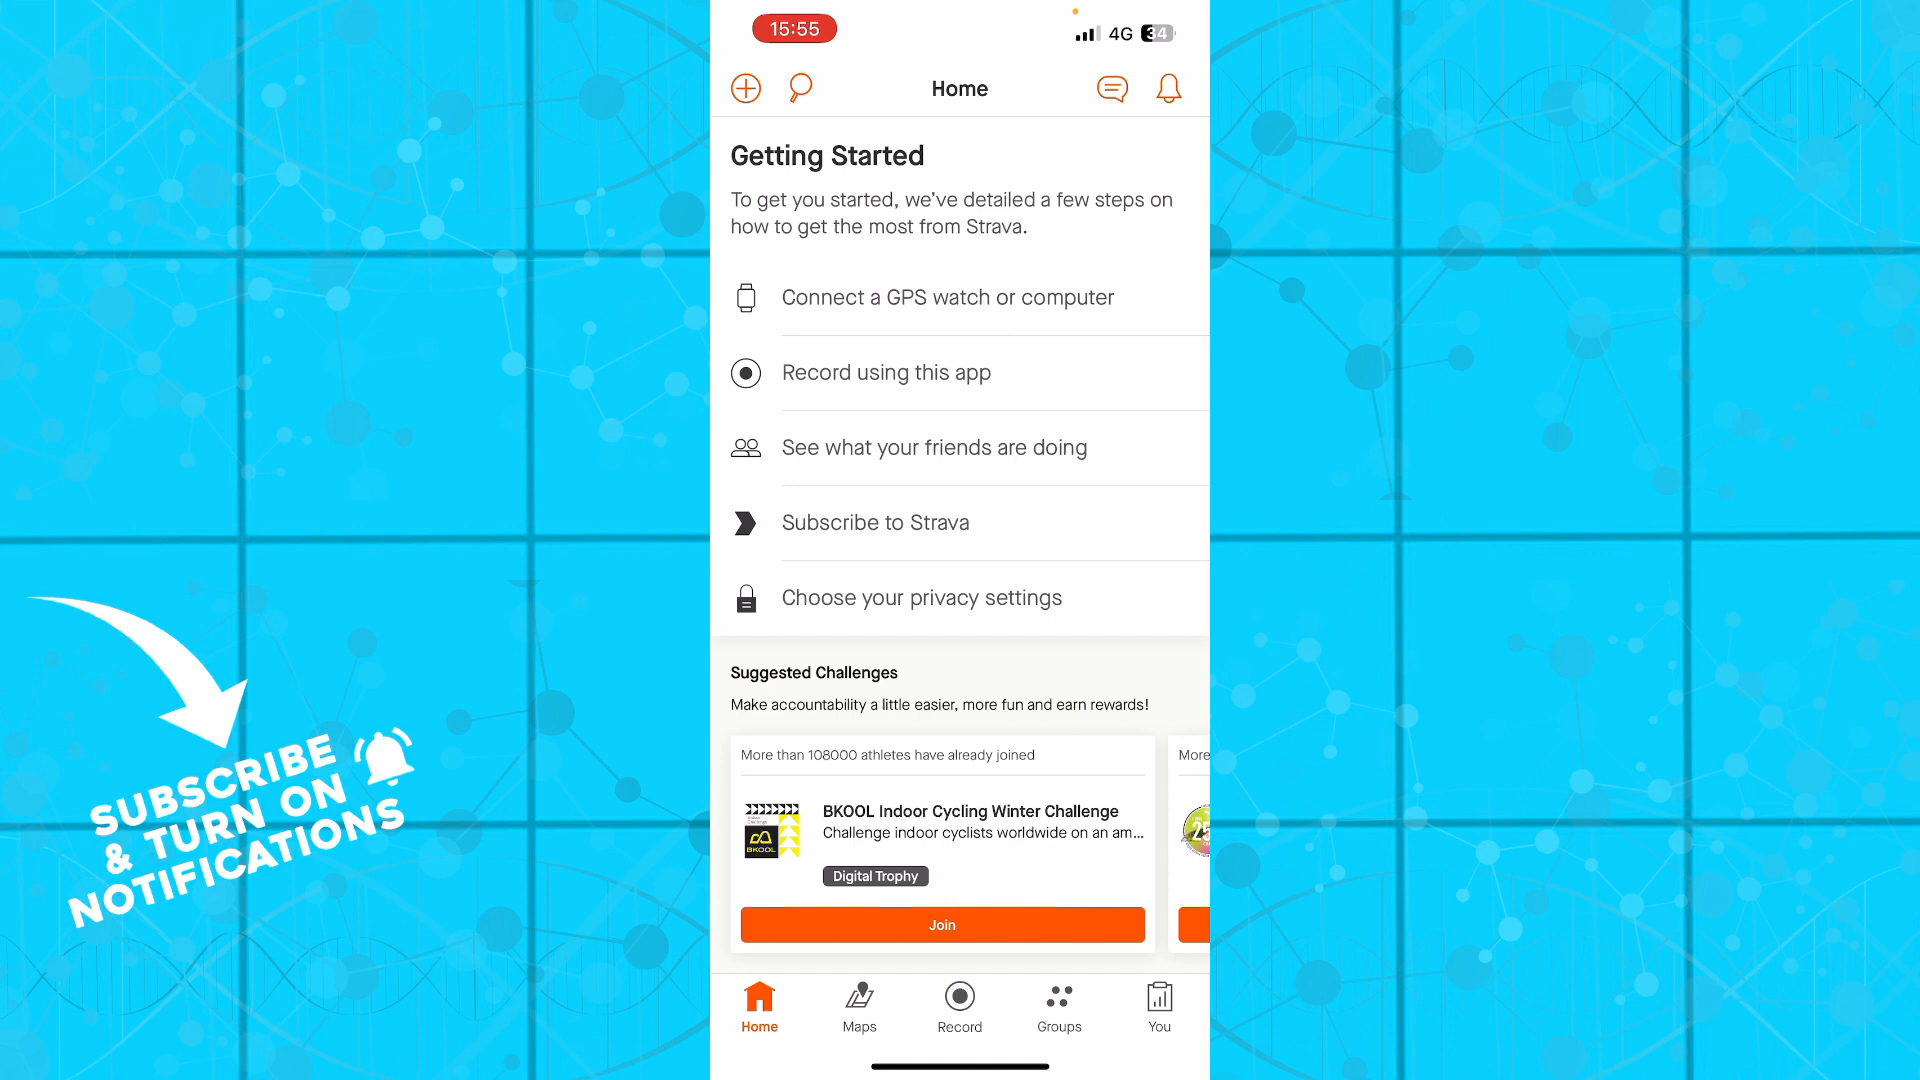 15:55
4G 34
Home
Getting Started
To get you started, we've detailed a few steps on
how to get the most from Strava.
Connect a GPS watch or computer
Record using this app
See what your friends are doing
Subscribe to Strava
Choose your privacy settings
Suggested Challenges
Make accountability a little easier, more fun and earn rewards!
More than 108000 athletes have already joined
More
BKOOL
BKOOL Indoor Cycling Winter Challenge
Challenge indoor cyclists worldwide on an am...
25
Digital Trophy
Join
Home
Maps
Record
Groups
You
SUBSCRIBE
& TURN ON
NOTIFICATIONS